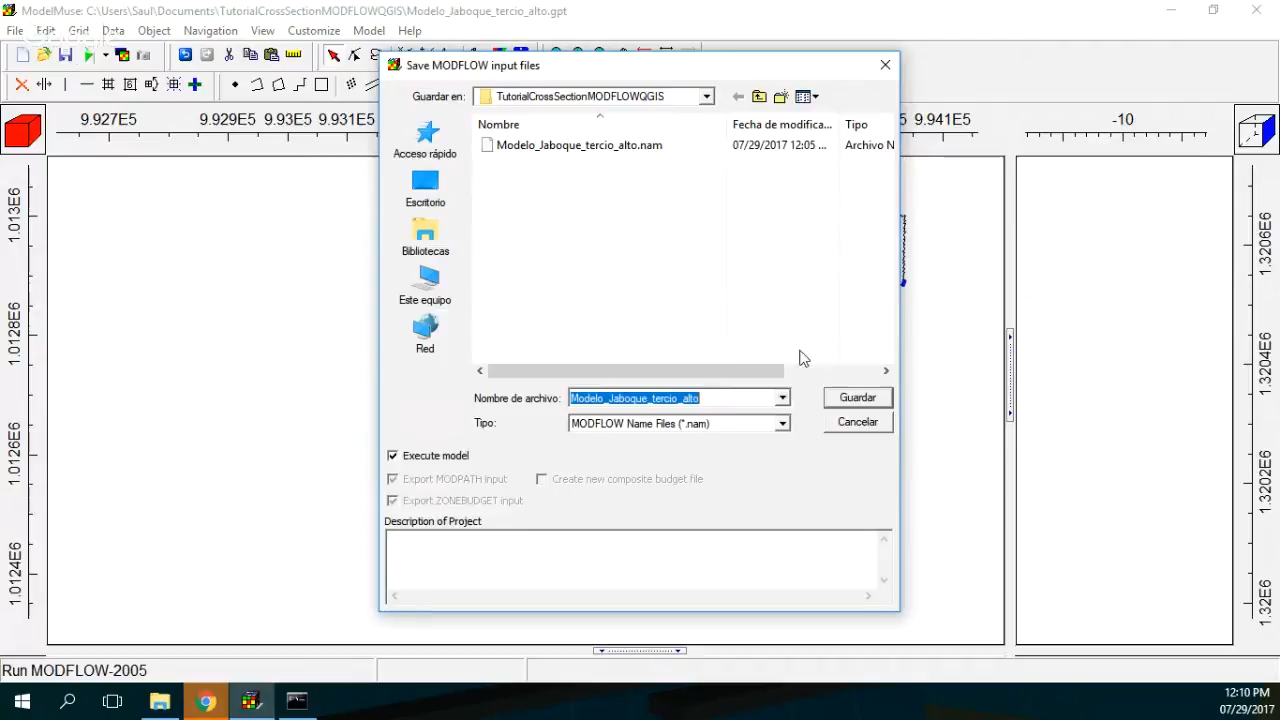 ModelMuse: C:\Users\Saul\Documents\TutorialCrossSectionMODFLOWQGIS\Modelo_Jaboque_tercio_alto.gpt
File Edit Grid Data Object Navigation View Customize Model Help
Save MODFLOW input files
Guardar en: TutorialCrossSectionMODFLOWQGIS
9.927E5 9.929E5 9.93E5 9.931E5
5 9.941E5
-10
Nombre Fecha de modifica... Tipo
Modelo_Jaboque_tercio_alto.nam 07/29/2017 12:05 ... Archivo N
Acceso rápido
Escritorio
Bibliotecas
Este equipo
Red
1.013E5
1.0128E5
1.0126E5
1.0124E5
1.3206E6
1.3204E6
1.3202E6
1.32E6
Nombre de archivo: Modelo_Jaboque_tercio_alto Guardar
Tipo: MODFLOW Name Files (*.nam) Cancelar
Execute model
Export MODPATH input Create new composite budget file
Export ZONEBUDGET input
Description of Project
Run MODFLOW-2005
12:10 PM
07/29/2017